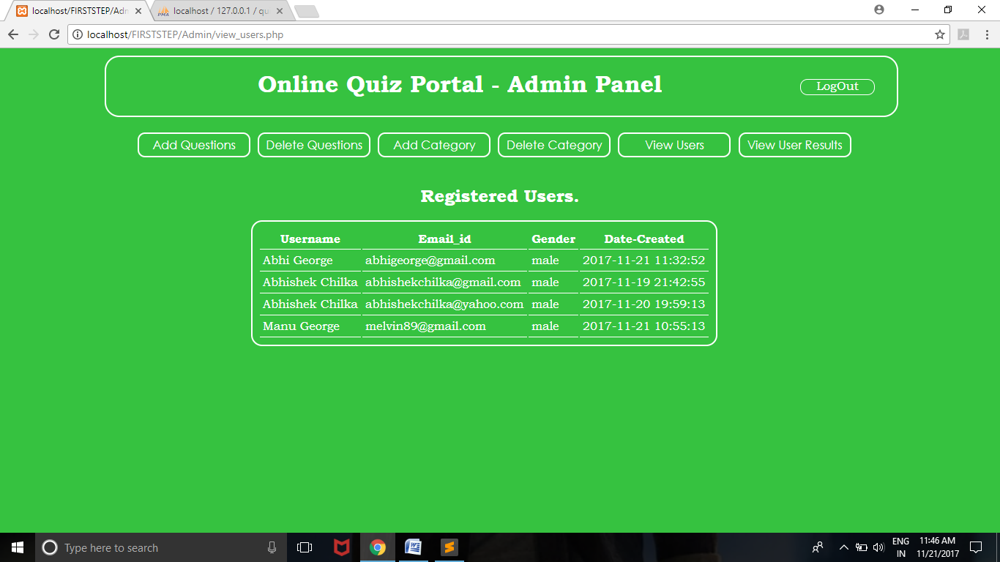 localhost/FIRSTSTEP/Adn
PMA localhost / 127.0.0.1 / qu
localhost/FIRSTSTEP/Admin/view_users.php
Online Quiz Portal - Admin Panel
LogOut
Add Questions Delete Questions Add Category Delete Category View Users View User Results
Registered Users.
Username Email_id Gender Date-Created
Abhi George abhigeorge@gmail.com male 2017-11-21 11:32:52
Abhishek Chilka abhishekchilka@gmail.com male 2017-11-19 21:42:55
Abhishek Chilka abhishekchilka@yahoo.com male 2017-11-20 19:59:13
Manu George melvin89@gmail.com male 2017-11-21 10:55:13
Type here to search
ENG
IN
11:46 AM
11/21/2017